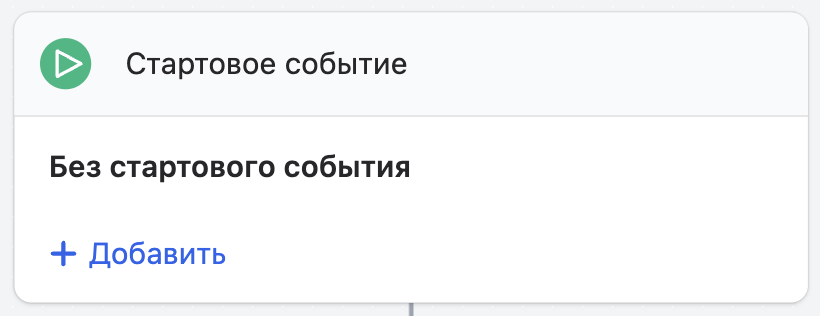 Стартовое событие
Без стартового события
+ Добавить